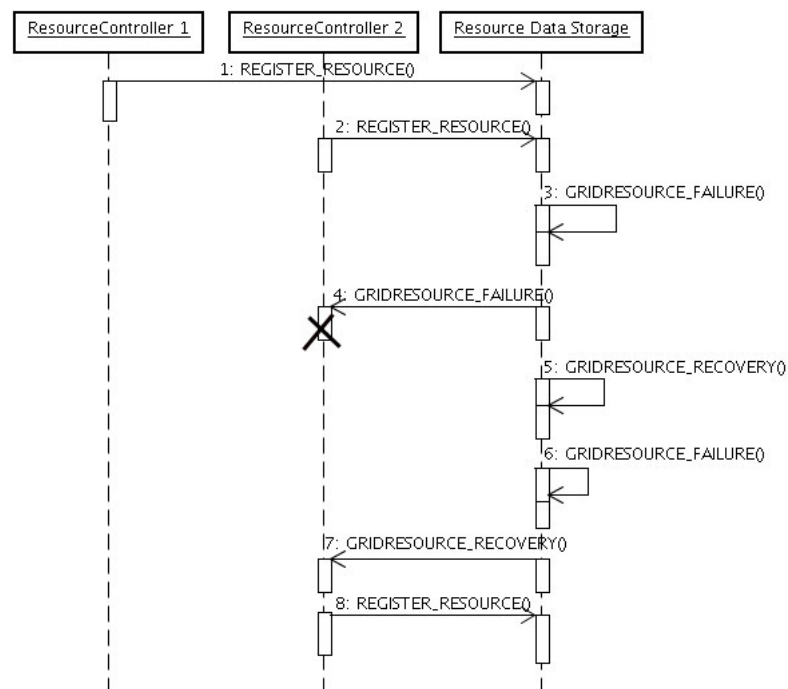 ResourceController 1
ResourceController 2
Resource Data Storage
1: REGISTER_RESOURCE()
2: REGISTER_RESOURCE()
3: GRIDRESOURCE_FAILURE()
4: GRIDRESOURCE_FAILURE()
5: GRIDRESOURCE_RECOVERY()
6: GRIDRESOURCE_FAILURE()
7: GRIDRESOURCE_RECOVERY()
8: REGISTER_RESOURCE()